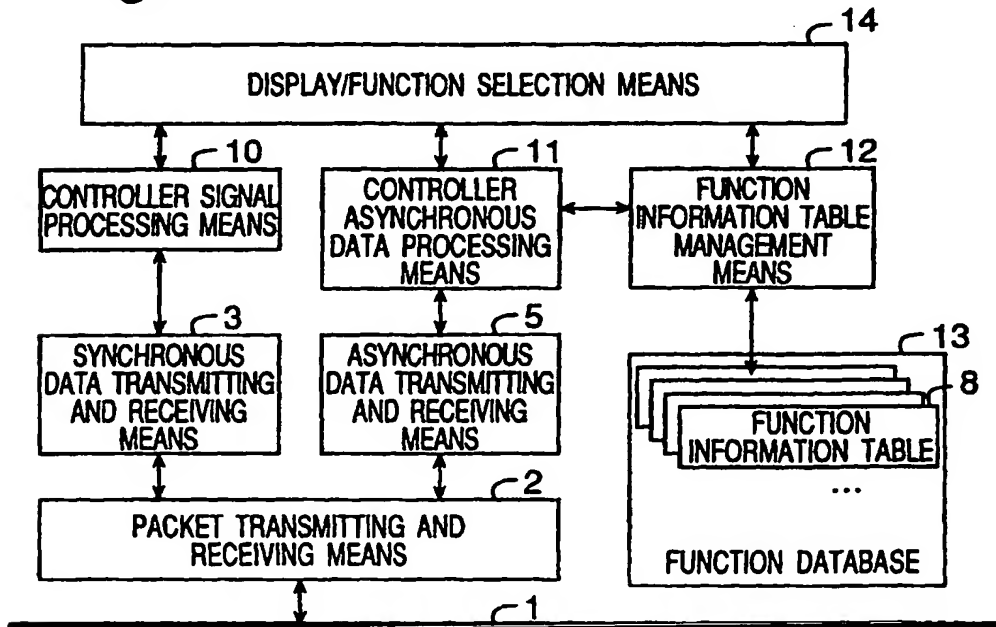 14
DISPLAY/FUNCTION SELECTION MEANS
10
CONTROLLER SIGNAL
PROCESSING MEANS
11
CONTROLLER
ASYNCHRONOUS
DATA PROCESSING
MEANS
12
FUNCTION
INFORMATION TABLE
MANAGEMENT
MEANS
3
SYNCHRONOUS
DATA TRANSMITTING
AND RECEIVING
MEANS
5
ASYNCHRONOUS
DATA TRANSMITTING
AND RECEIVING
MEANS
13
8
FUNCTION
INFORMATION TABLE
...
FUNCTION DATABASE
2
PACKET TRANSMITTING AND
RECEIVING MEANS
1